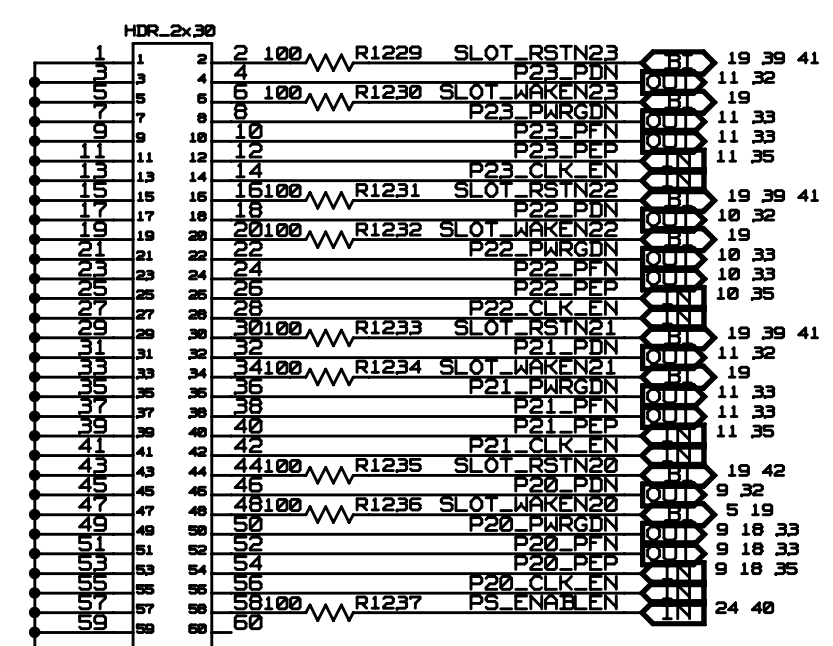 HDR_2x30
1 1 2 2 100 R1229 SLOT_RSTN23 BI 19 39 41
3 3 4 4 P23_PDN OUT 11 32
5 5 6 6 100 R1230 SLOT_WAKEN23 BI 19
7 7 8 8 P23_PWRGDN OUT 11 33
9 9 10 10 P23_PFN OUT 11 33
11 11 12 12 P23_PEP IN 11 35
13 13 14 14 P23_CLK_EN IN
15 15 16 16 100 R1231 SLOT_RSTN22 BI 19 39 41
17 17 18 18 P22_PDN OUT 10 32
19 19 20 20 100 R1232 SLOT_WAKEN22 BI 19
21 21 22 22 P22_PWRGDN OUT 10 33
23 23 24 24 P22_PFN OUT 10 33
25 25 26 26 P22_PEP IN 10 35
27 27 28 28 P22_CLK_EN IN
29 29 30 30 100 R1233 SLOT_RSTN21 BI 19 39 41
31 31 32 32 P21_PDN OUT 11 32
33 33 34 34 100 R1234 SLOT_WAKEN21 BI 19
35 35 36 36 P21_PWRGDN OUT 11 33
37 37 38 38 P21_PFN OUT 11 33
39 39 40 40 P21_PEP IN 11 35
41 41 42 42 P21_CLK_EN IN
43 43 44 44 100 R1235 SLOT_RSTN20 BI 19 42
45 45 46 46 P20_PDN OUT 9 32
47 47 48 48 100 R1236 SLOT_WAKEN20 BI 5 19
49 49 50 50 P20_PWRGDN OUT 9 18 33
51 51 52 52 P20_PFN OUT 9 18 33
53 53 54 54 P20_PEP IN 9 18 35
55 55 56 56 P20_CLK_EN IN
57 57 58 58 100 R1237 PS_ENABLEN IN 24 40
59 59 60 60